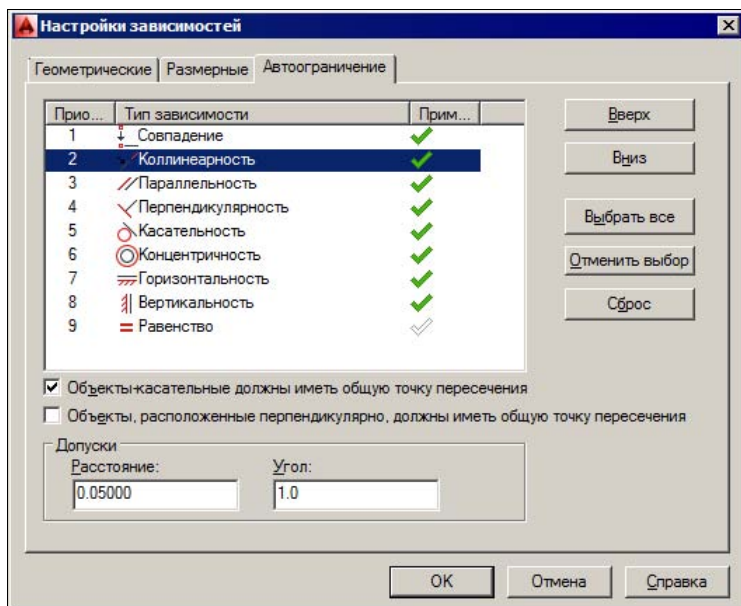 Настройки зависимостей
Геометрические Размерные Автоограничение
Прио... Тип зависимости Прим...
1 Совпадение
2 Коллинеарность
3 Параллельность
4 Перпендикулярность
5 Касательность
6 Концентричность
7 Горизонтальность
8 Вертикальность
9 Равенство
Вверх
Вниз
Выбрать все
Отменить выбор
Сброс
Объекты-касательные должны иметь общую точку пересечения
Объекты, расположенные перпендикулярно, должны иметь общую точку пересечения
Допуски
Расстояние: Угол:
0.05000 1.0
OK Отмена Справка